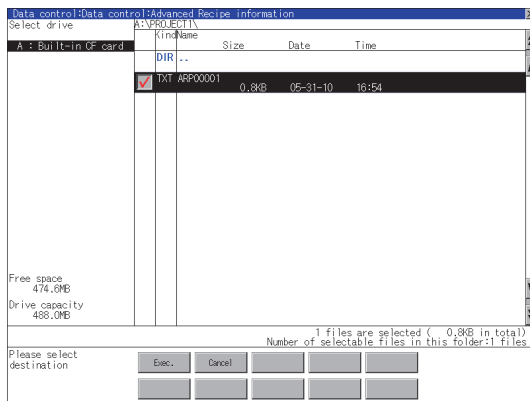 Data control:Data control:Advanced Recipe information
Select drive
A:\PROJECT1\
A : Built-in CF card
Kind Name
Size Date Time
DIR ..
TXT ARP00001
0.8KB 05-31-10 16:54
Free space
474.6MB
Drive capacity
488.0MB
1 files are selected ( 0.8KB in total)
Number of selectable files in this folder:1 files
Please select
destination
Exec.
Cancel